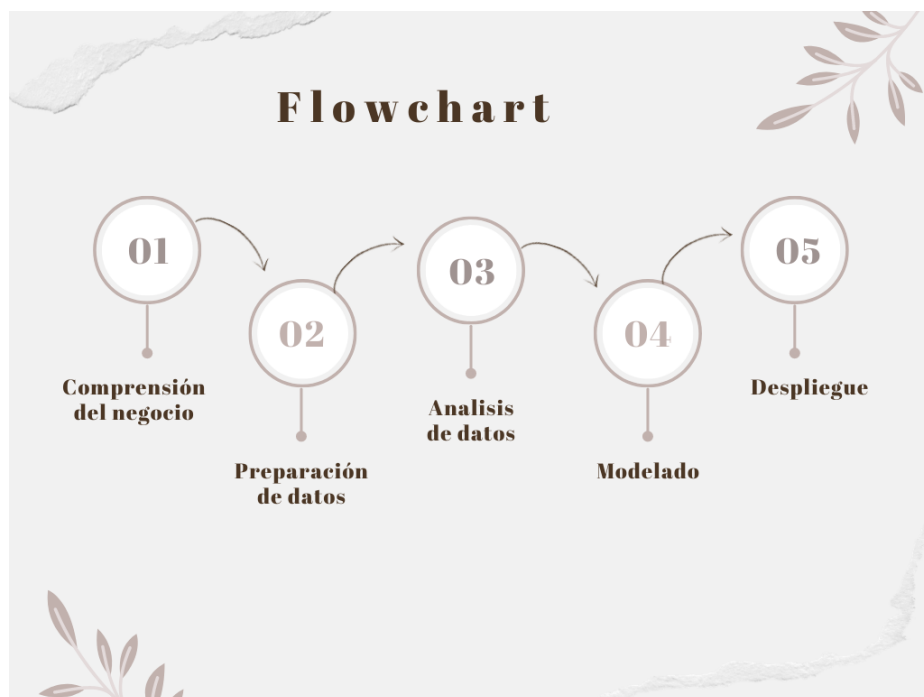 Flowchart
01
Comprensión
del negocio
02
Preparación
de datos
03
Analisis
de datos
04
Modelado
05
Despliegue